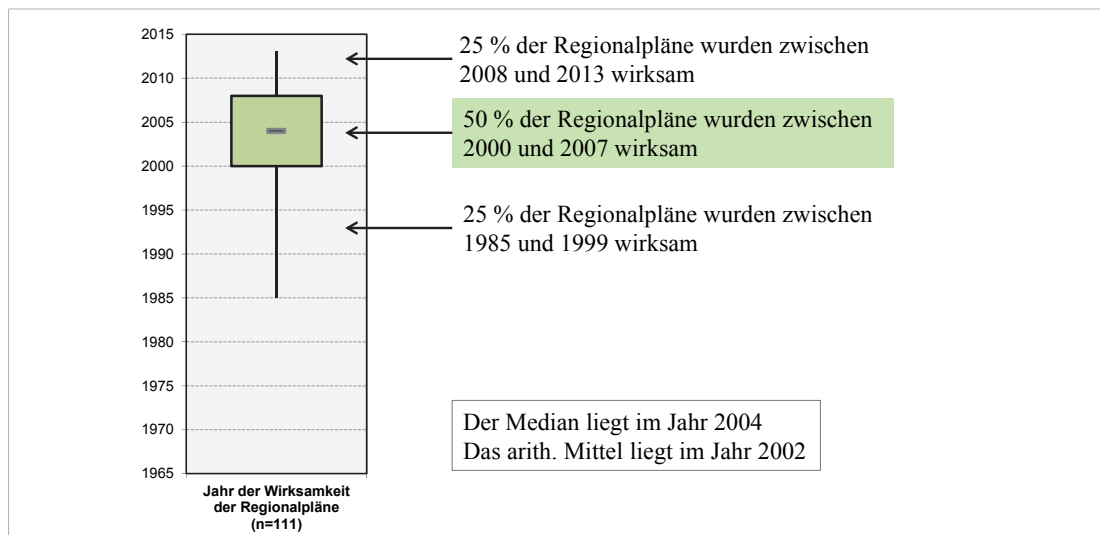 2015
2010
2005
2000
1995
1990
1985
1980
1975
1970
1965
Jahr der Wirksamkeit
der Regionalpläne
(n=111)
25 % der Regionalpläne wurden zwischen
2008 und 2013 wirksam
50 % der Regionalpläne wurden zwischen
2000 und 2007 wirksam
25 % der Regionalpläne wurden zwischen
1985 und 1999 wirksam
Der Median liegt im Jahr 2004
Das arith. Mittel liegt im Jahr 2002